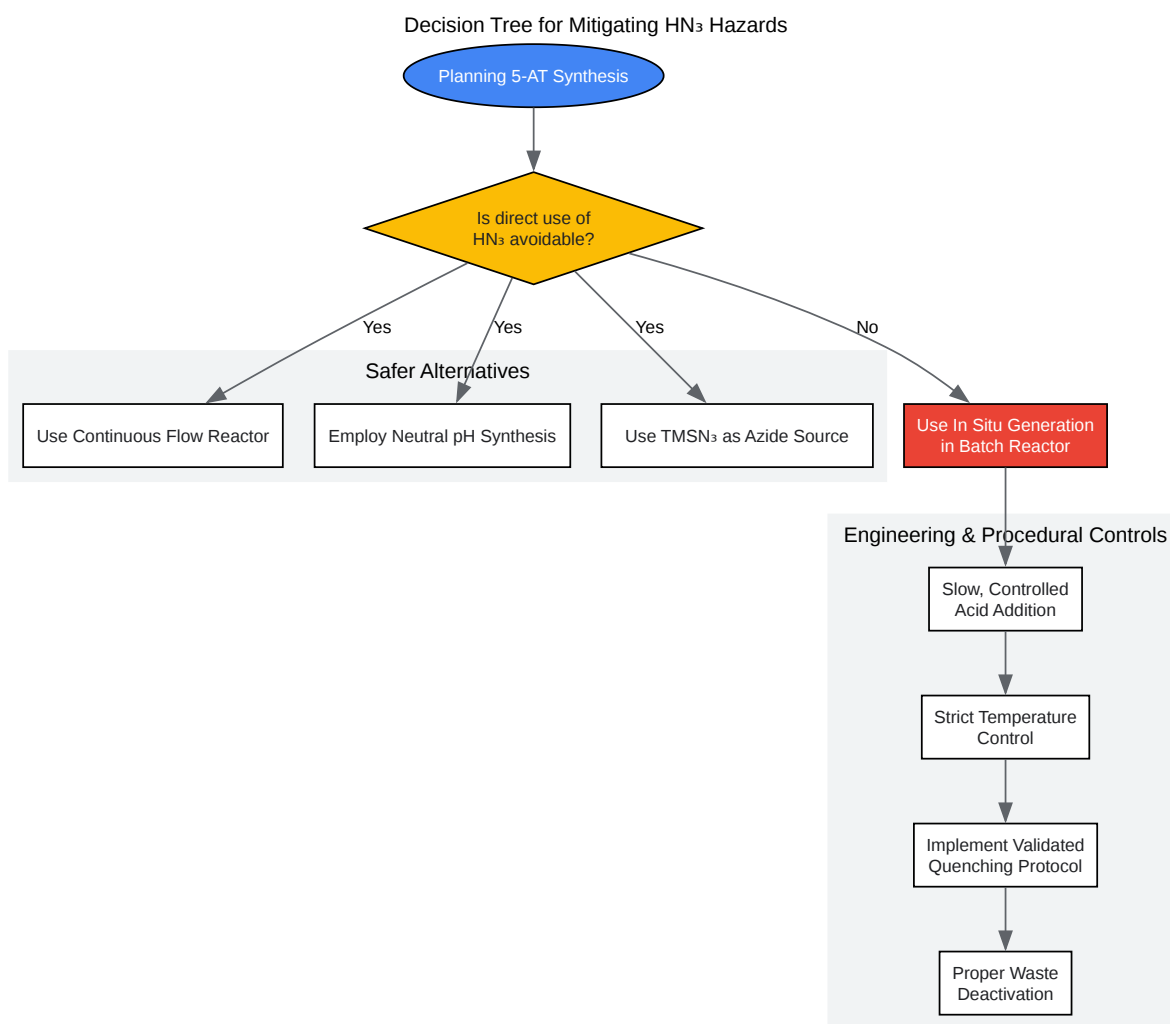 Decision Tree for Mitigating HN₃ Hazards
Planning 5-AT Synthesis
Is direct use of
HN₃ avoidable?
Yes
Yes
Yes
No
Safer Alternatives
Use Continuous Flow Reactor
Employ Neutral pH Synthesis
Use TMSN₃ as Azide Source
Use In Situ Generation
in Batch Reactor
Engineering & Procedural Controls
Slow, Controlled
Acid Addition
Strict Temperature
Control
Implement Validated
Quenching Protocol
Proper Waste
Deactivation